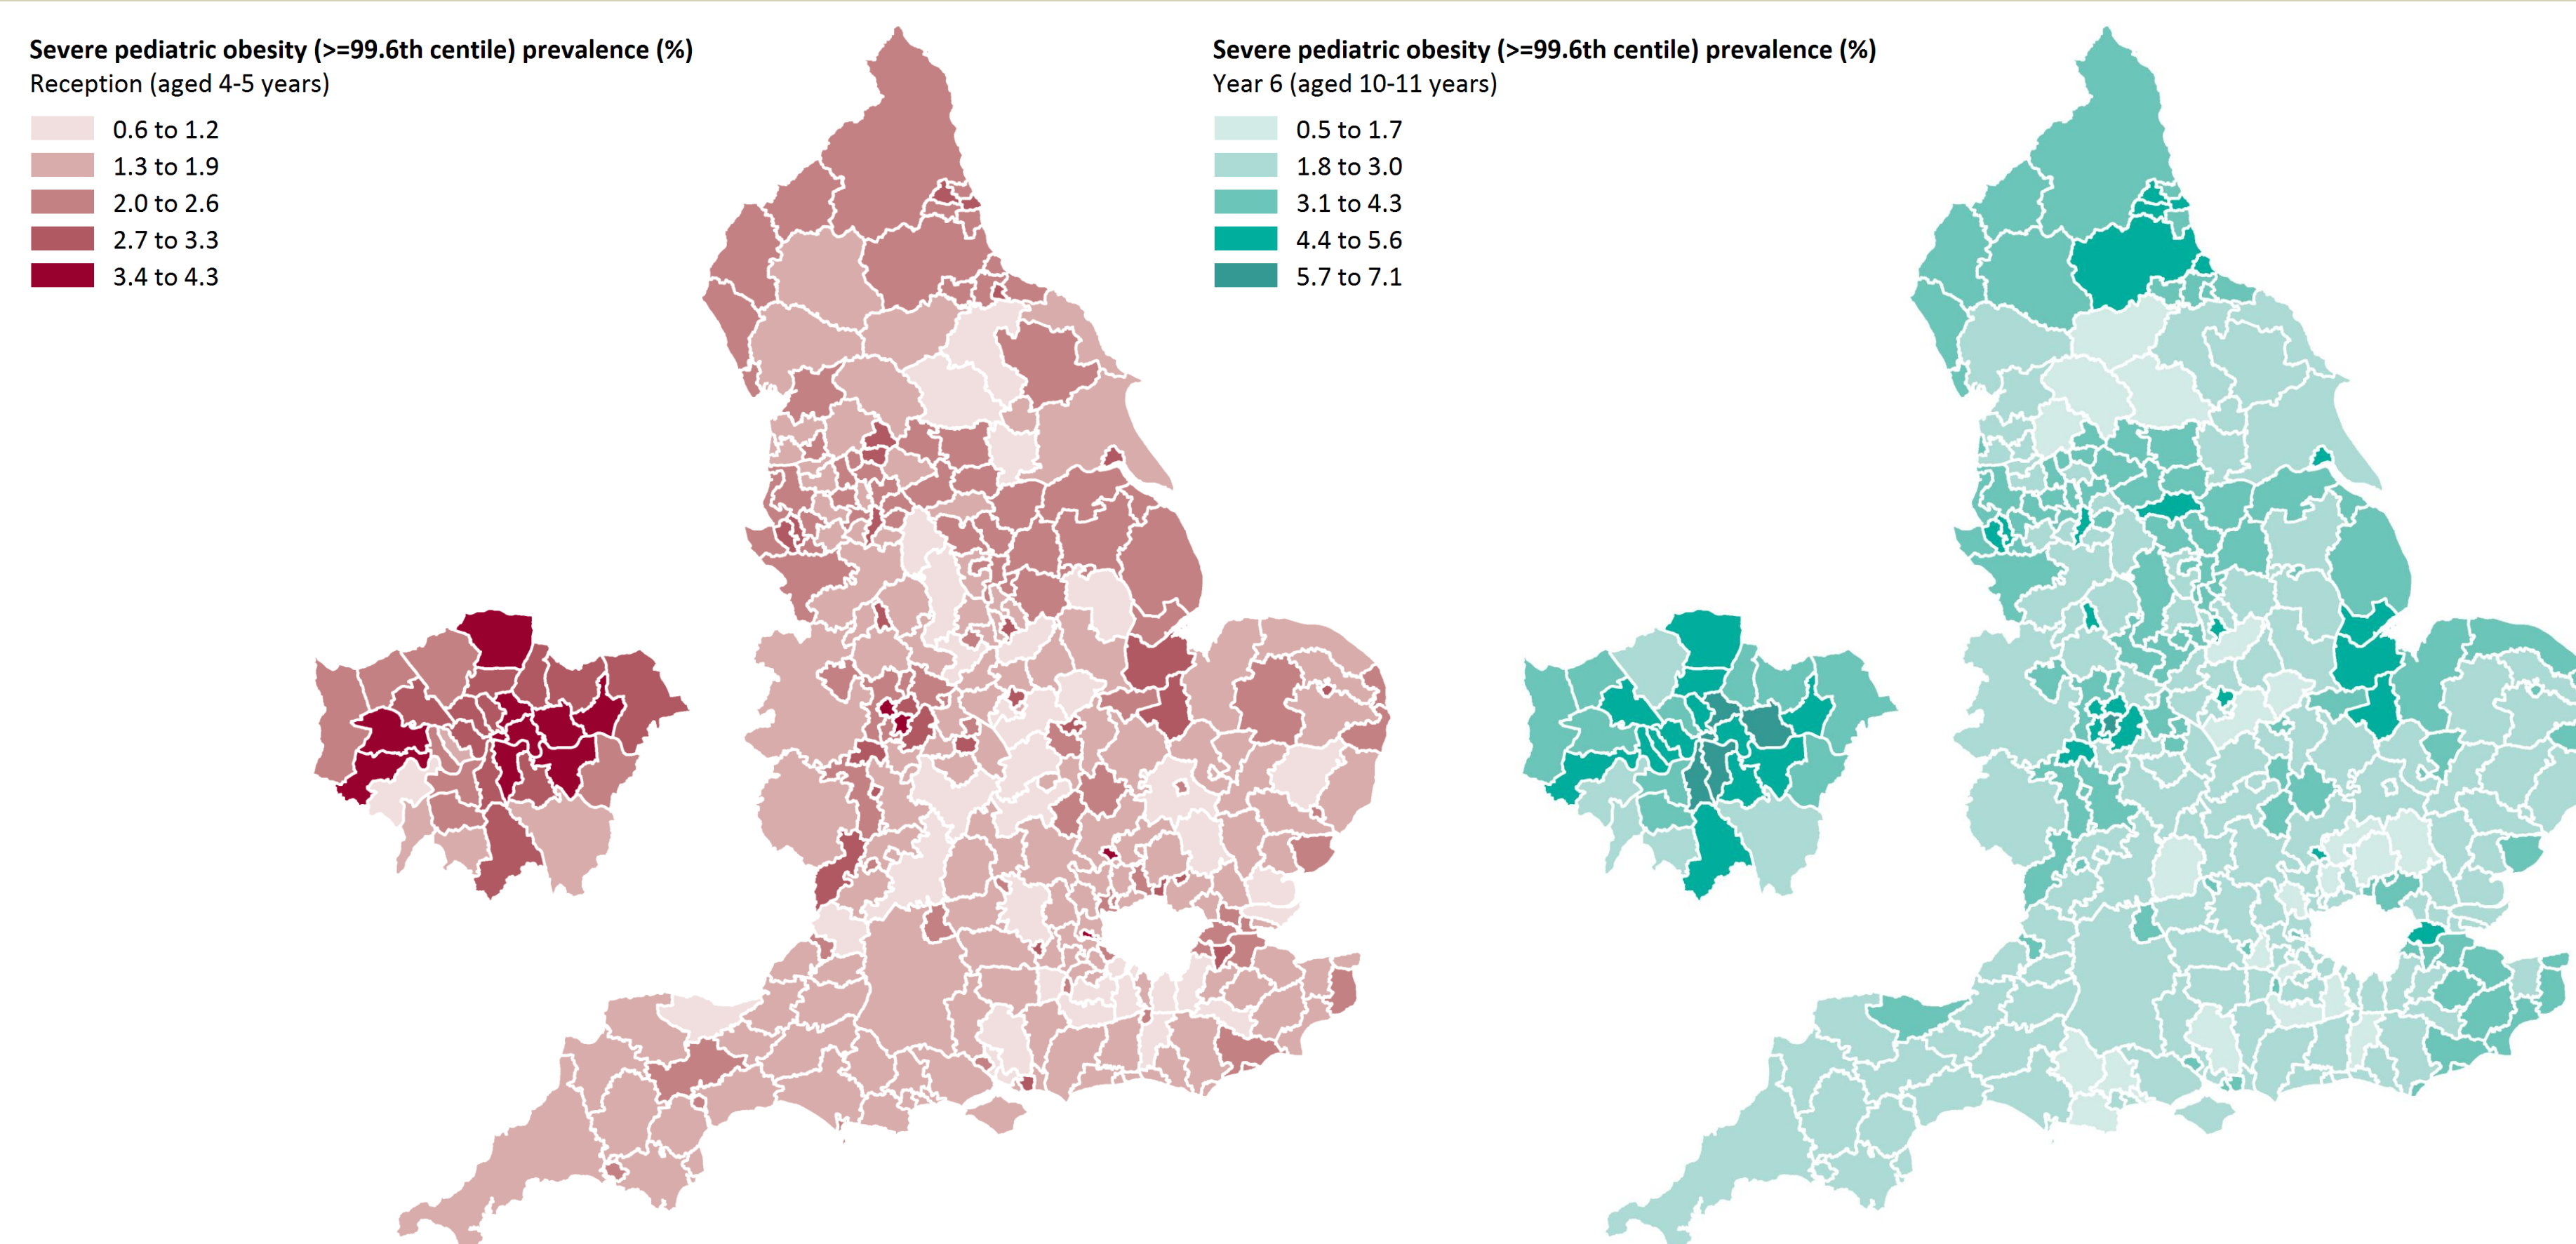 Severe pediatric obesity (>=99.6th centile) prevalence (%)
Reception (aged 4-5 years)
0.6 to 1.2
1.3 to 1.9
2.0 to 2.6
2.7 to 3.3
3.4 to 4.3
Severe pediatric obesity (>=99.6th centile) prevalence (%)
Year 6 (aged 10-11 years)
0.5 to 1.7
1.8 to 3.0
3.1 to 4.3
4.4 to 5.6
5.7 to 7.1